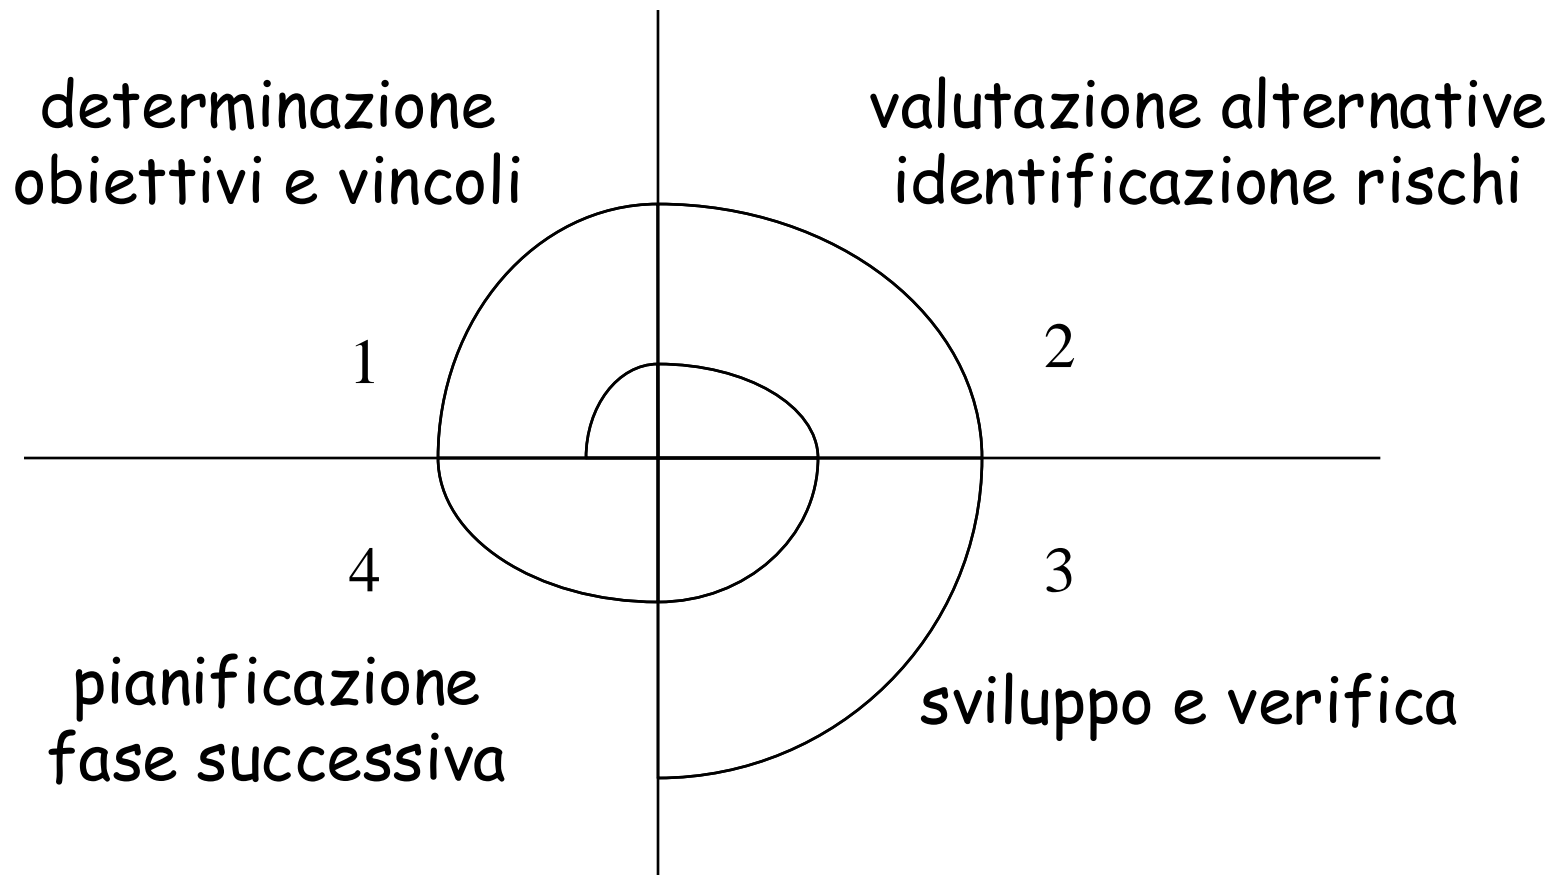 determinazione
obiettivi e vincoli
valutazione alternative
identificazione rischi
1
2
4
3
pianificazione
fase successiva
sviluppo e verifica